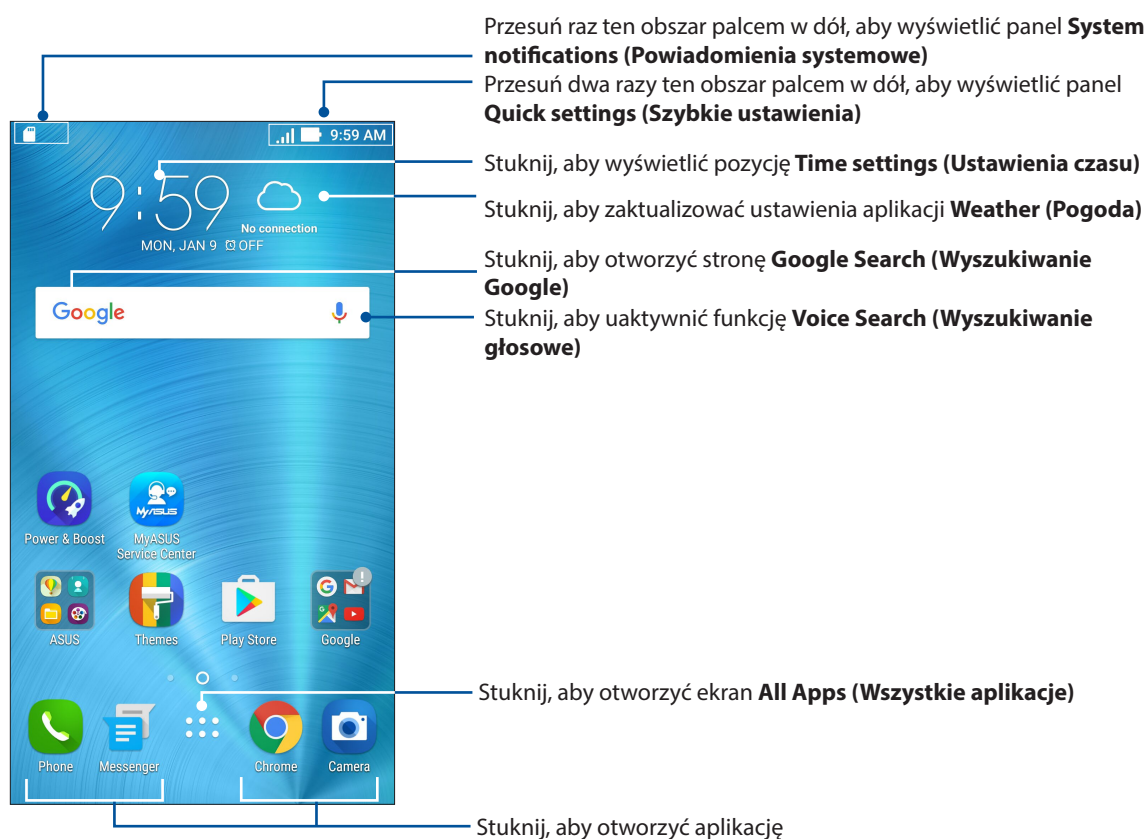 Przesuń raz ten obszar palcem w dół, aby wyświetlić panel System
notifications (Powiadomienia systemowe)
Przesuń dwa razy ten obszar palcem w dół, aby wyświetlić panel
Quick settings (Szybkie ustawienia)
9:59 AM
Stuknij, aby wyświetlić pozycję Time settings (Ustawienia czasu)
9:59
No connection
MON, JAN 9 OFF
Stuknij, aby zaktualizować ustawienia aplikacji Weather (Pogoda)
Stuknij, aby otworzyć stronę Google Search (Wyszukiwanie
Google)
Google
Stuknij, aby uaktywnić funkcję Voice Search (Wyszukiwanie
głosowe)
MyASUS
Power & Boost
MyASUS
Service Center
ASUS
Themes
Play Store
Google
Stuknij, aby otworzyć ekran All Apps (Wszystkie aplikacje)
Phone
Messenger
Chrome
Camera
Stuknij, aby otworzyć aplikację